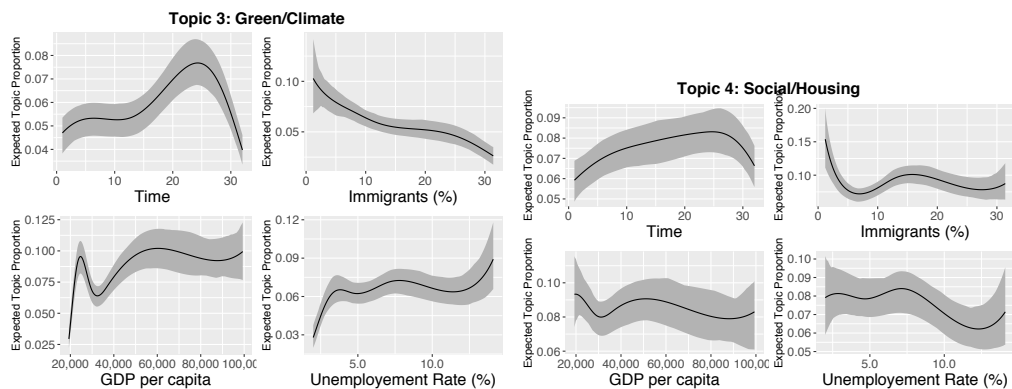 Topic 3: Green/Climate
Expected Topic Proportion
0.08
0.07
0.06
0.05
0.04
0 10 20 30
Time
Expected Topic Proportion
0.10
0.05
0 10 20 30
Immigrants (%)
Expected Topic Proportion
0.125
0.100
0.075
0.050
0.025
20,000 40,000 60,000 80,000 100,00
GDP per capita
Expected Topic Proportion
0.12
0.09
0.06
0.03
5.0 10.0
Unemployement Rate (%)
Topic 4: Social/Housing
Expected Topic Proportion
0.09
0.08
0.07
0.06
0.05
0 10 20 30
Time
Expected Topic Proportion
0.20
0.15
0.10
0 10 20 30
Immigrants (%)
Expected Topic Proportion
0.10
0.08
0.06
20,000 40,000 60,000 80,000 100,00
GDP per capita
Expected Topic Proportion
0.10
0.09
0.08
0.07
0.06
0.05
5.0 10.0
Unemployement Rate (%)